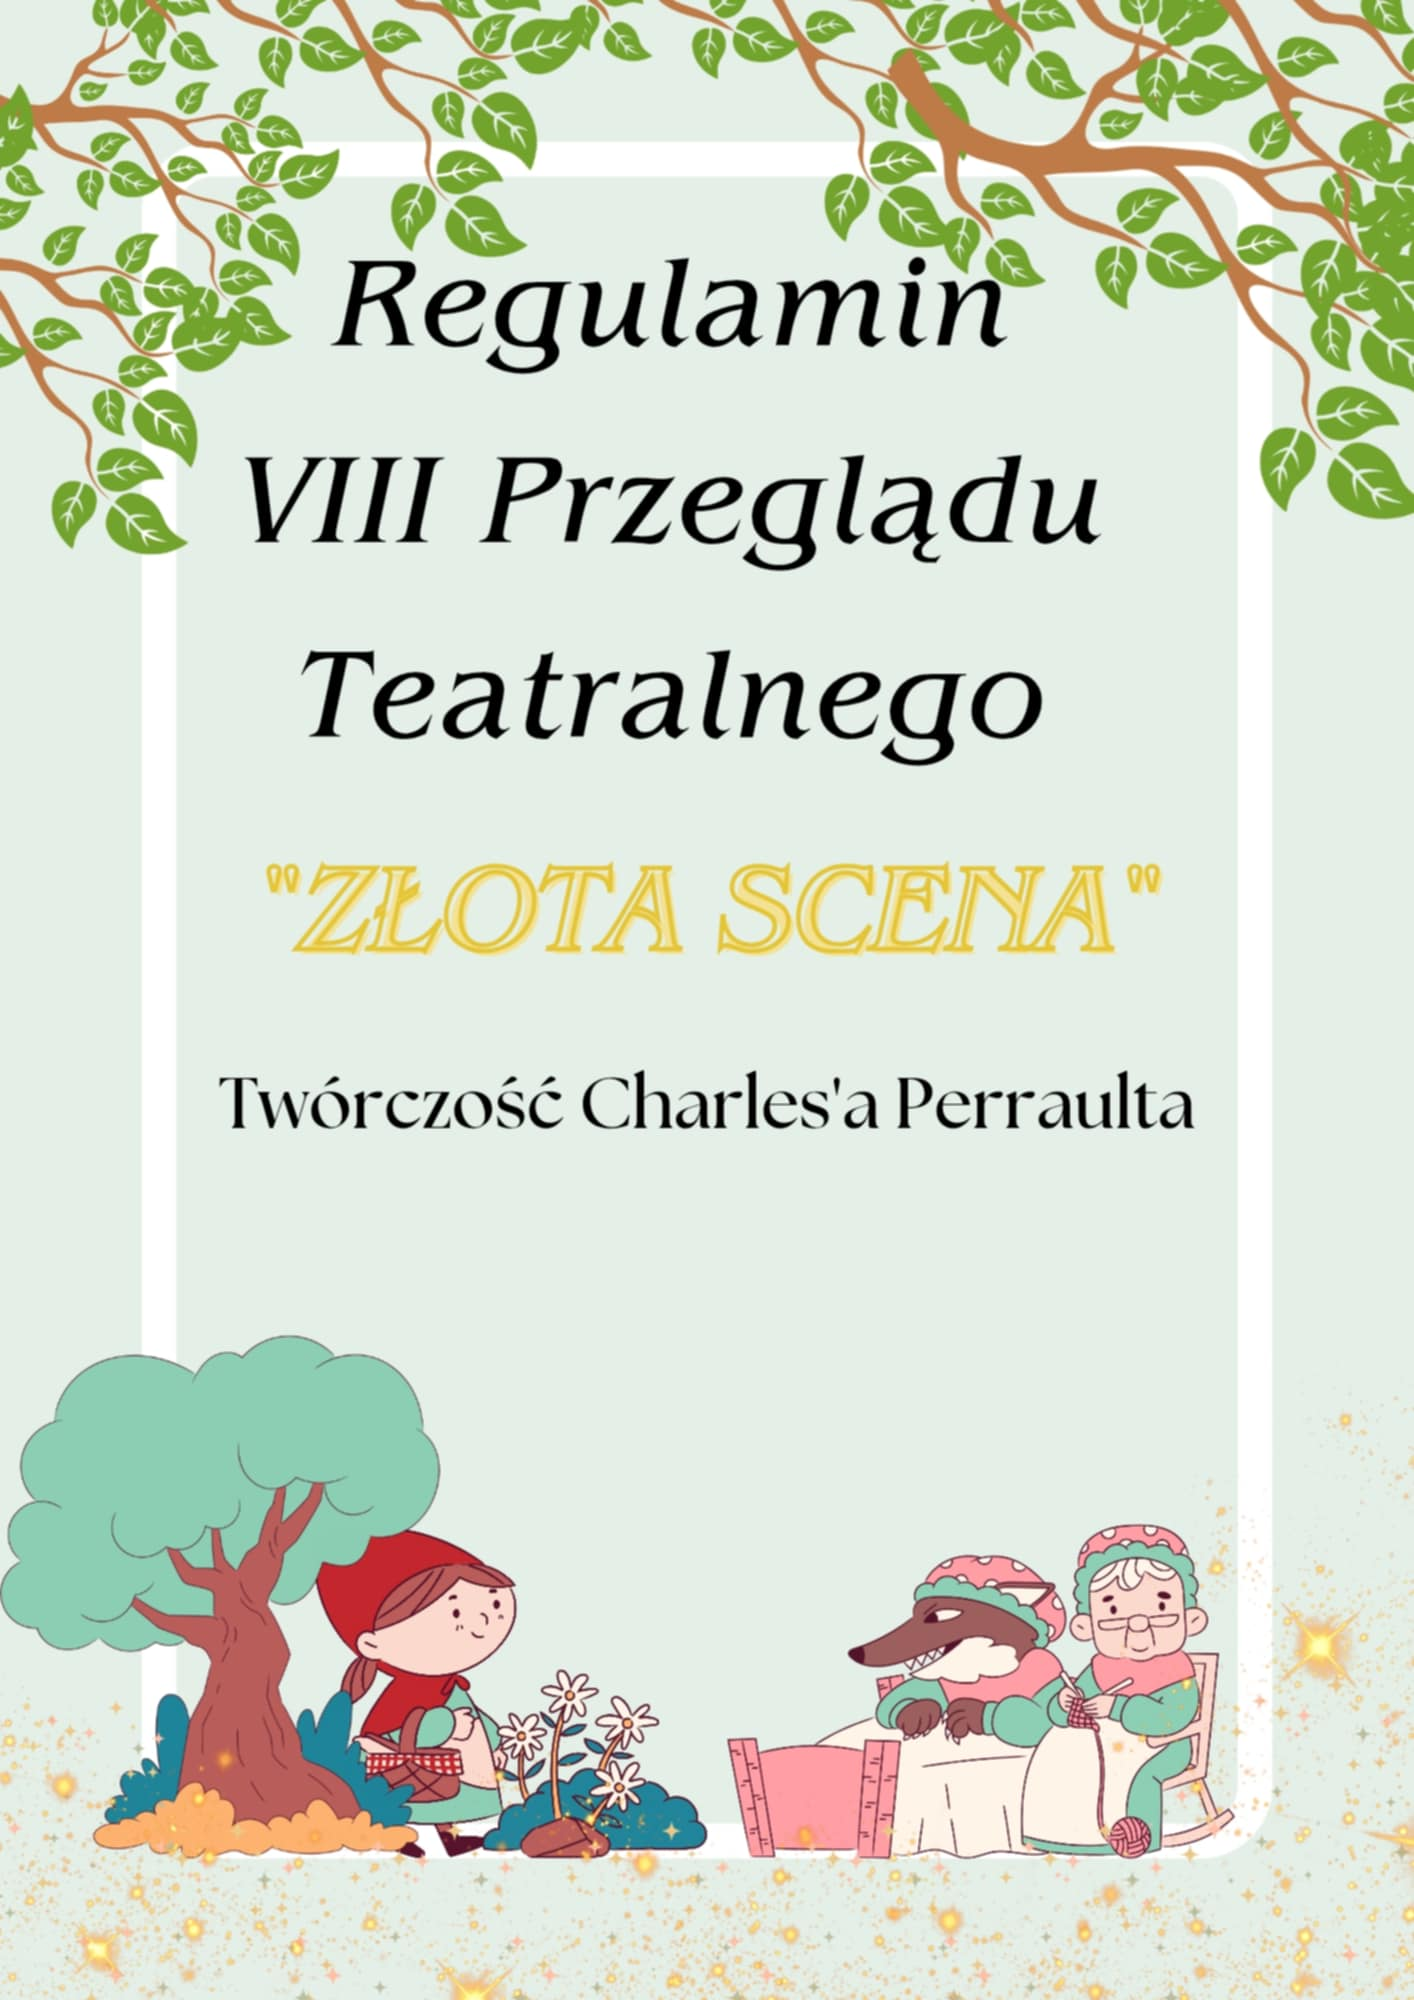 Regulamin
VIII Przeglądu
Teatralnego
"ZŁOTA SCENA"
Twórczość Charles'a Perraulta